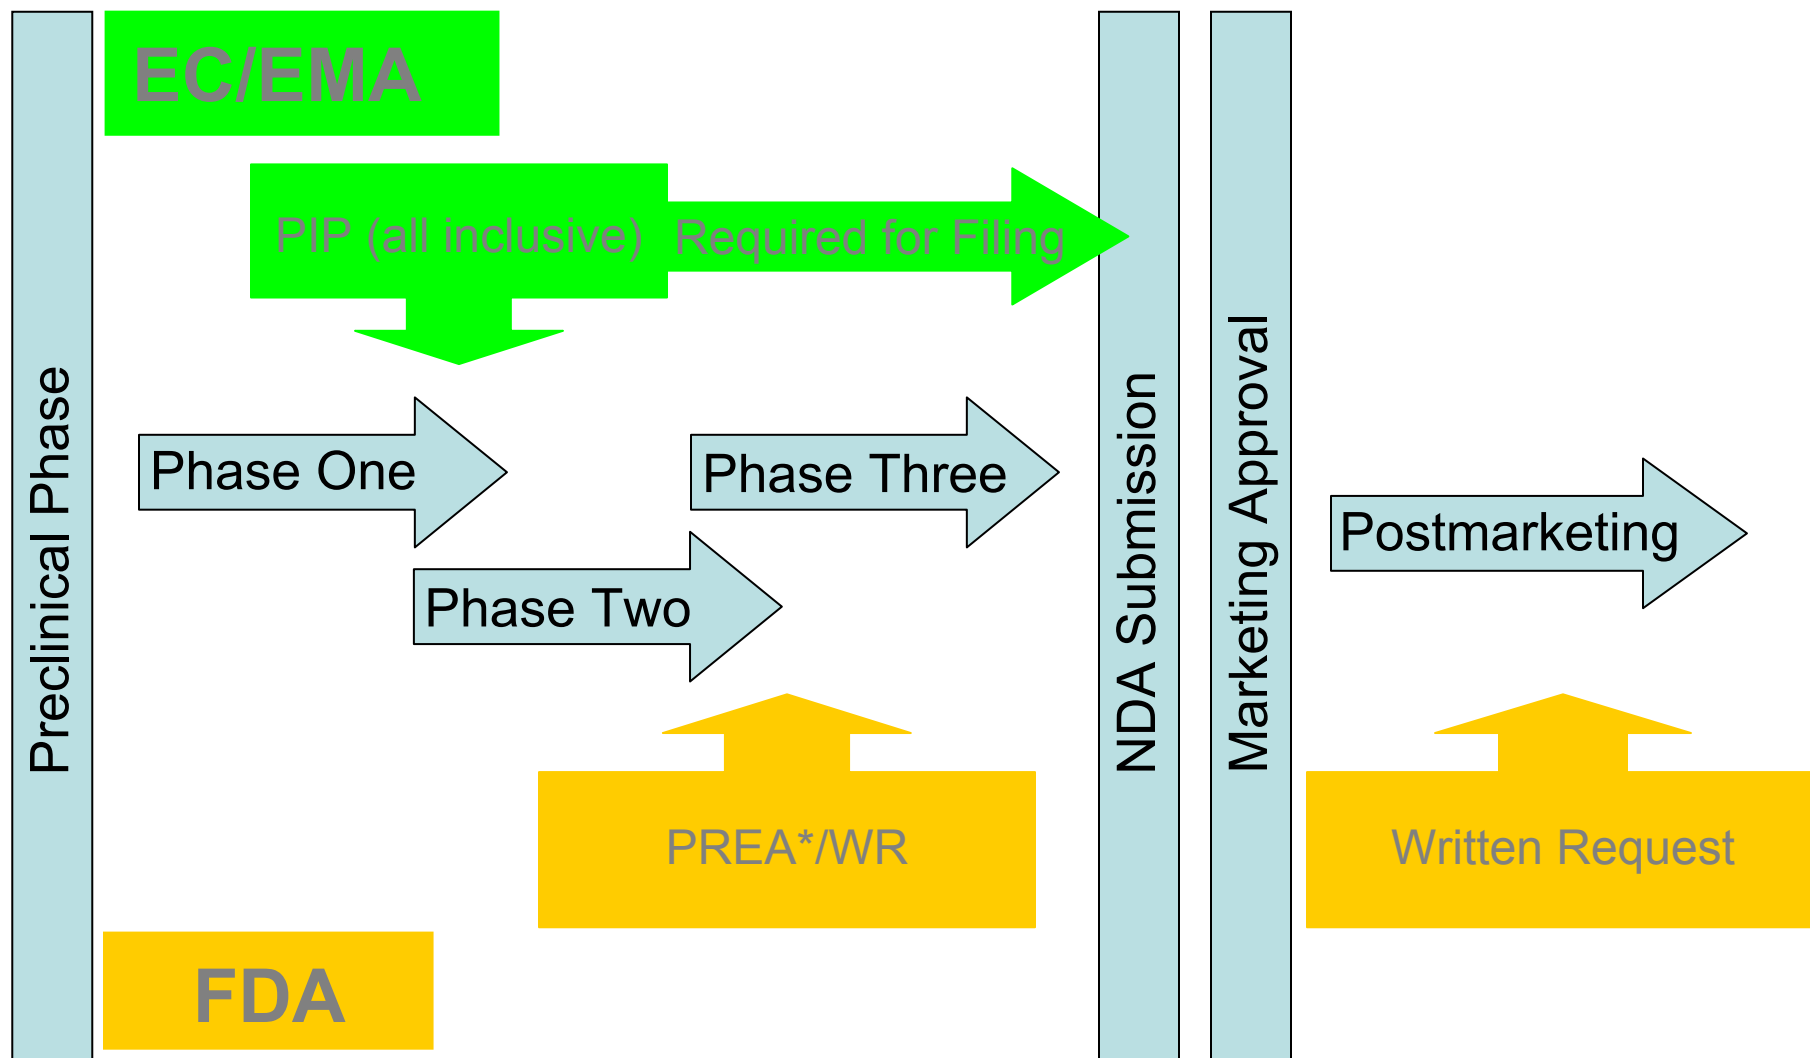 EC/EMA
PIP (all inclusive)
Required for Filing
Preclinical Phase
Phase One
Phase Two
Phase Three
NDA Submission
Marketing Approval
Postmarketing
PREA*/WR
Written Request
FDA